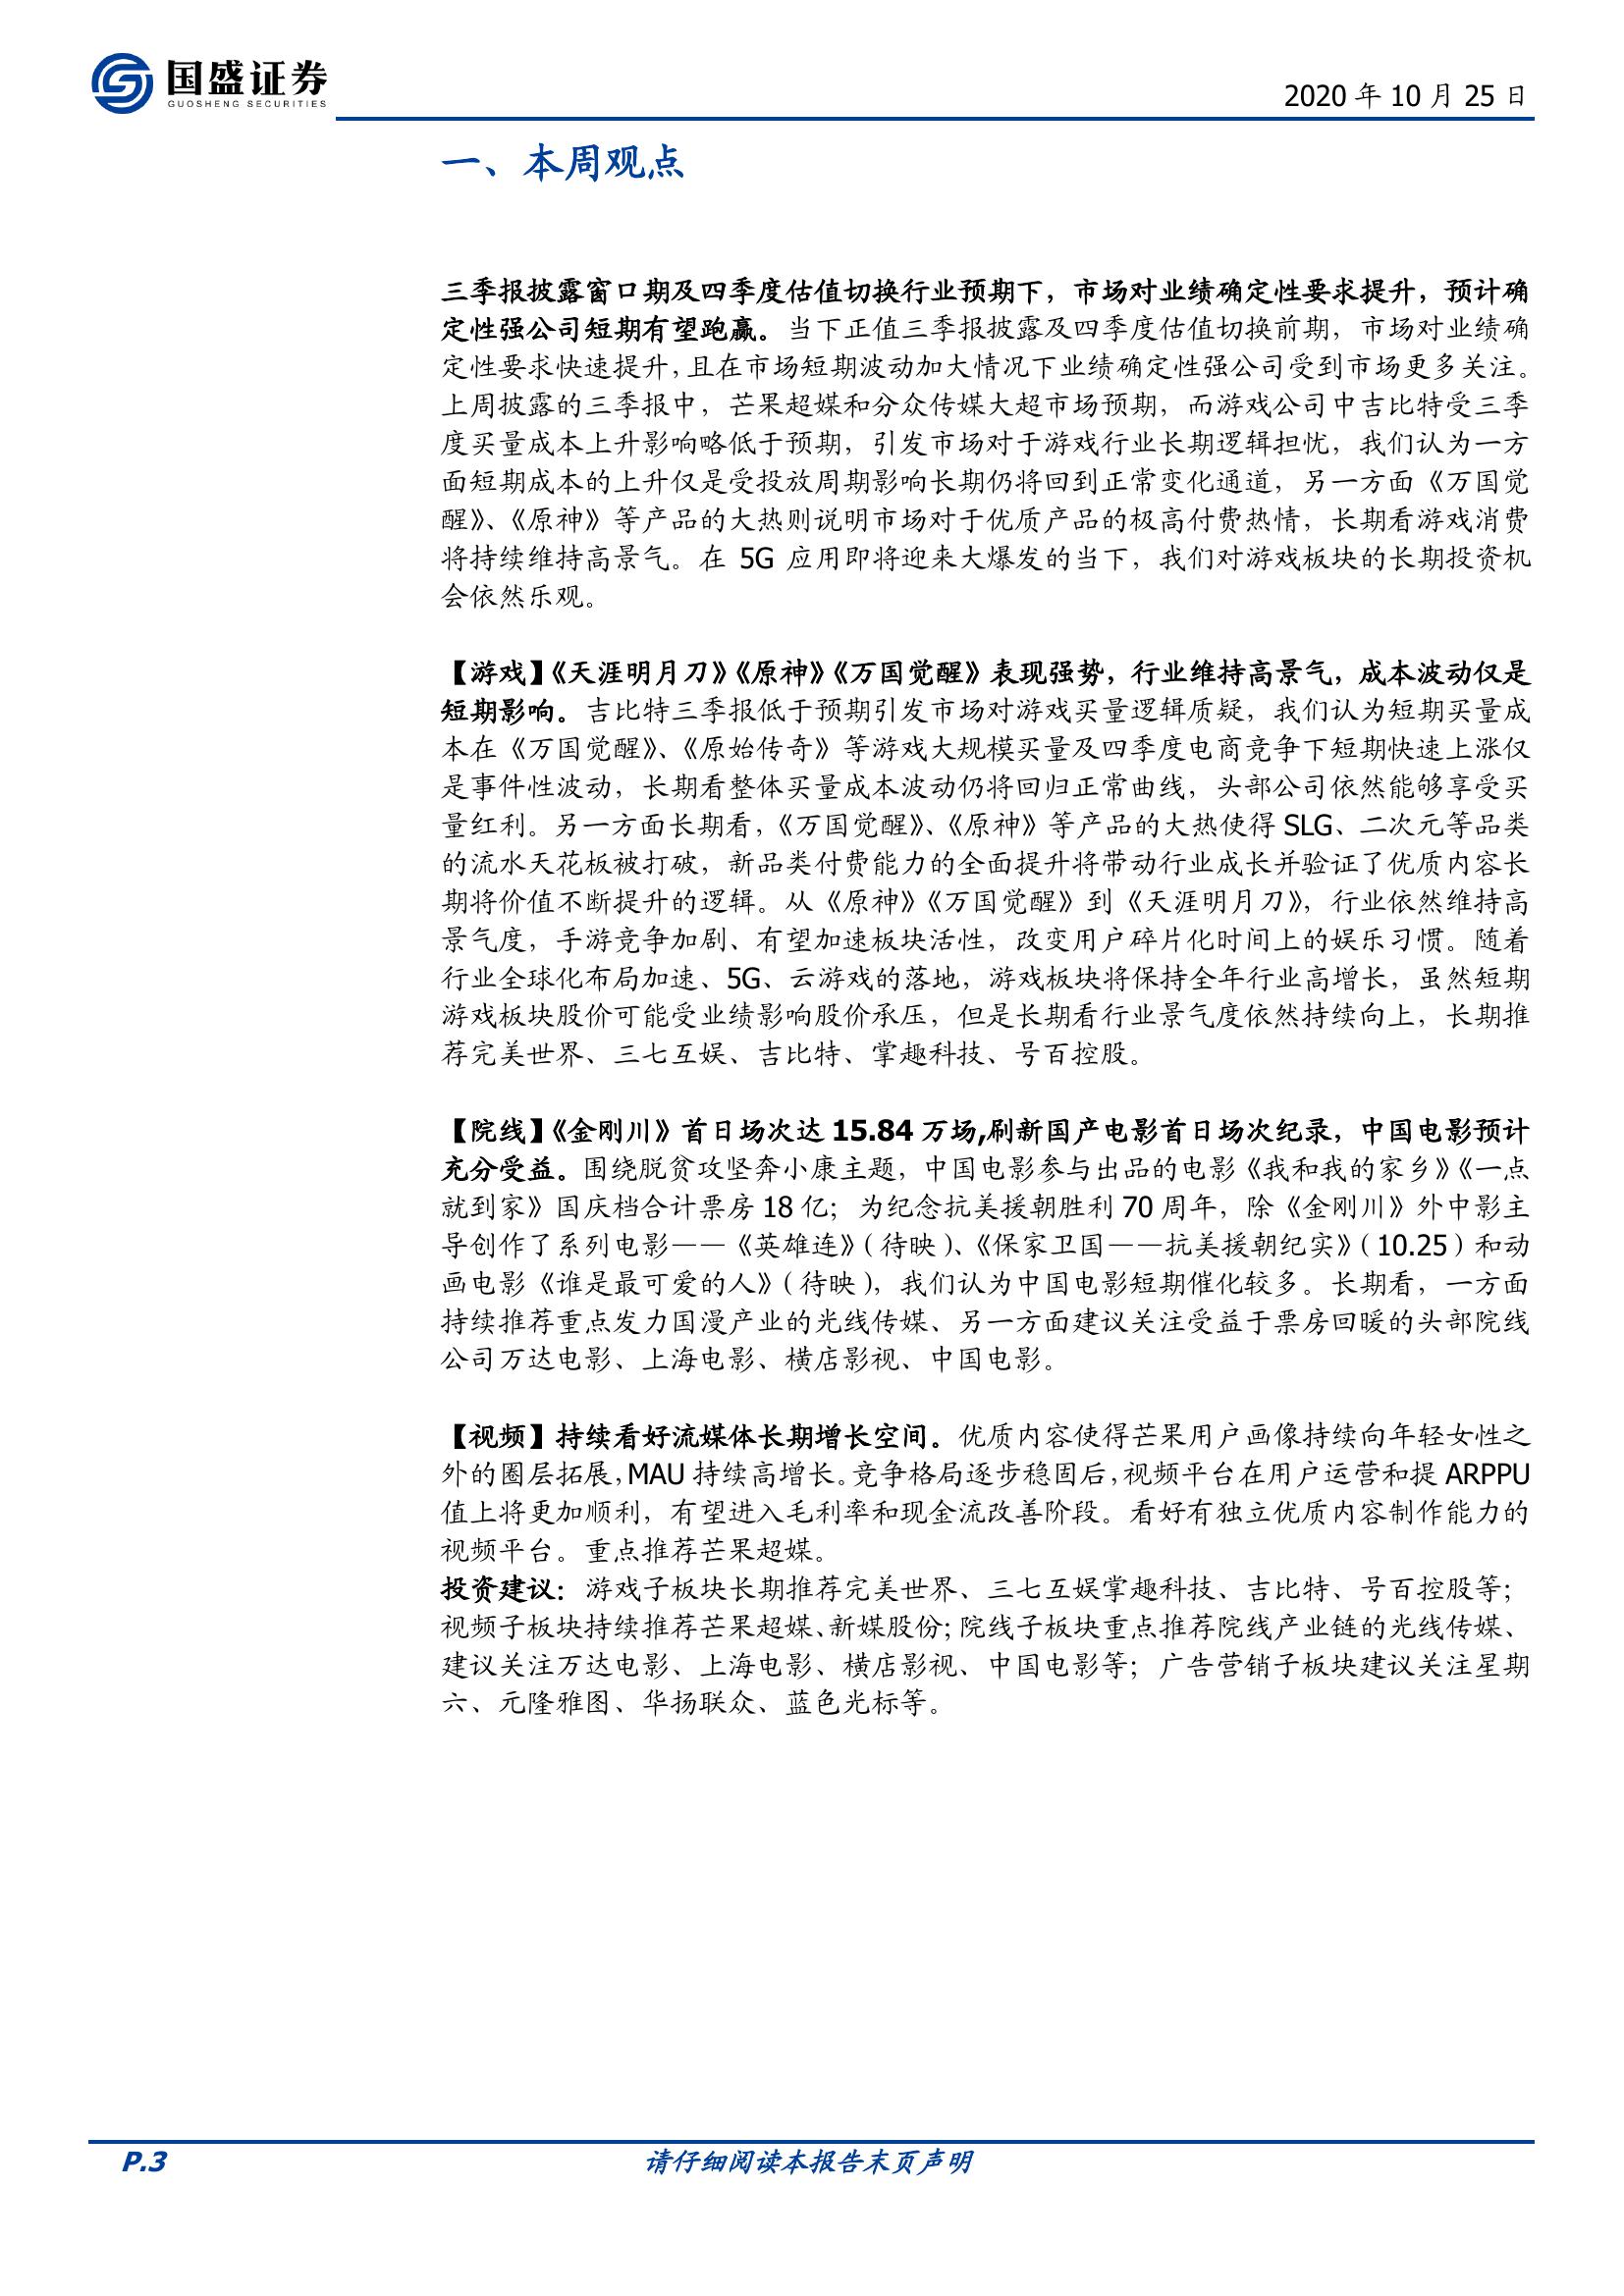 国盛证券
GUOSHENG SECURITIES
2020 年 10 月 25 日
一、本周观点
三季报披露窗口期及四季度估值切换行业预期下，市场对业绩确定性要求提升，预计确
定性强公司短期有望跑赢。当下正值三季报披露及四季度估值切换前期，市场对业绩确
定性要求快速提升，且在市场短期波动加大情况下业绩确定性强公司受到市场更多关注。
上周披露的三季报中，芒果超媒和分众传媒大超市场预期，而游戏公司中吉比特受三季
度买量成本上升影响略低于预期，引发市场对于游戏行业长期逻辑担忧，我们认为一方
面短期成本的上升仅是受投放周期影响长期仍将回到正常变化通道，另一方面《万国觉
醒》、《原神》等产品的大热则说明市场对于优质产品的极高付费热情，长期看游戏消费
将持续维持高景气。在 5G 应用即将迎来大爆发的当下，我们对游戏板块的长期投资机
会依然乐观。
【游戏】《天涯明月刀》《原神》《万国觉醒》表现强势，行业维持高景气，成本波动仅是
短期影响。吉比特三季报低于预期引发市场对游戏买量逻辑质疑，我们认为短期买量成
本在《万国觉醒》、《原始传奇》等游戏大规模买量及四季度电商竞争下短期快速上涨仅
是事件性波动，长期看整体买量成本波动仍将回归正常曲线，头部公司依然能够享受买
量红利。另一方面长期看，《万国觉醒》、《原神》等产品的大热使得 SLG、二次元等品类
的流水天花板被打破，新品类付费能力的全面提升将带动行业成长并验证了优质内容长
期将价值不断提升的逻辑。从《原神》《万国觉醒》到《天涯明月刀》，行业依然维持高
景气度，手游竞争加剧、有望加速板块活性，改变用户碎片化时间上的娱乐习惯。随着
行业全球化布局加速、5G、云游戏的落地，游戏板块将保持全年行业高增长，虽然短期
游戏板块股价可能受业绩影响股价承压，但是长期看行业景气度依然持续向上，长期推
荐完美世界、三七互娱、吉比特、掌趣科技、号百控股。
【院线】《金刚川》首日场次达 15.84 万场,刷新国产电影首日场次纪录，中国电影预计
充分受益。围绕脱贫攻坚奔小康主题，中国电影参与出品的电影《我和我的家乡》《一点
就到家》国庆档合计票房 18 亿；为纪念抗美援朝胜利 70 周年，除《金刚川》外中影主
导创作了系列电影——《英雄连》（待映）、《保家卫国——抗美援朝纪实》（10.25）和动
画电影《谁是最可爱的人》（待映），我们认为中国电影短期催化较多。长期看，一方面
持续推荐重点发力国漫产业的光线传媒、另一方面建议关注受益于票房回暖的头部院线
公司万达电影、上海电影、横店影视、中国电影。
【视频】持续看好流媒体长期增长空间。优质内容使得芒果用户画像持续向年轻女性之
外的圈层拓展，MAU 持续高增长。竞争格局逐步稳固后，视频平台在用户运营和提 ARPPU
值上将更加顺利，有望进入毛利率和现金流改善阶段。看好有独立优质内容制作能力的
视频平台。重点推荐芒果超媒。
投资建议：游戏子板块长期推荐完美世界、三七互娱掌趣科技、吉比特、号百控股等；
视频子板块持续推荐芒果超媒、新媒股份；院线子板块重点推荐院线产业链的光线传媒、
建议关注万达电影、上海电影、横店影视、中国电影等；广告营销子板块建议关注星期
六、元隆雅图、华扬联众、蓝色光标等。
P.3
请仔细阅读本报告末页声明